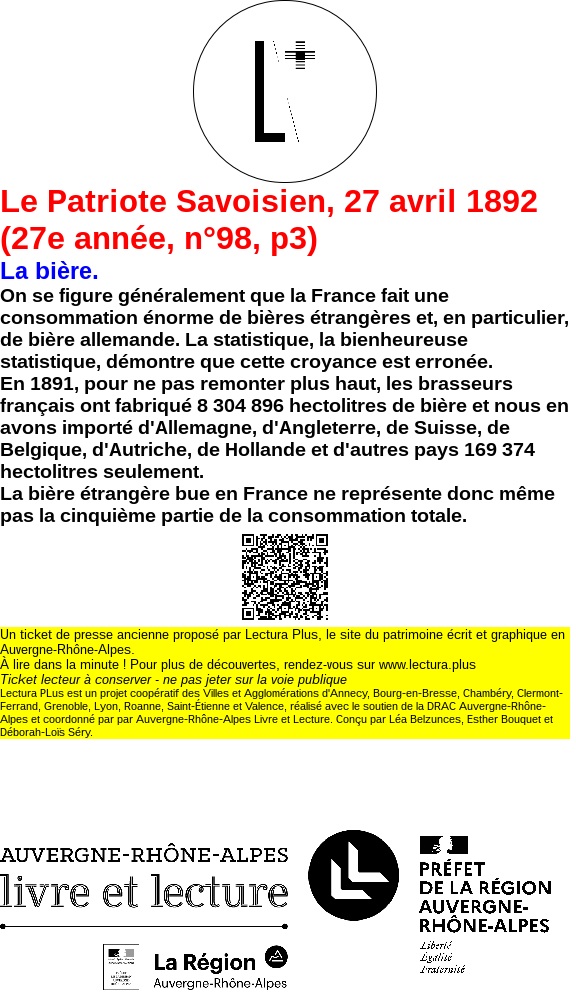 L+
Le Patriote Savoisien, 27 avril 1892
(27e année, n°98, p3)
La bière.
On se figure généralement que la France fait une
consommation énorme de bières étrangères et, en particulier,
de bière allemande. La statistique, la bienheureuse
statistique, démontre que cette croyance est erronée.
En 1891, pour ne pas remonter plus haut, les brasseurs
français ont fabriqué 8 304 896 hectolitres de bière et nous en
avons importé d'Allemagne, d'Angleterre, de Suisse, de
Belgique, d'Autriche, de Hollande et d'autres pays 169 374
hectolitres seulement.
La bière étrangère bue en France ne représente donc même
pas la cinquième partie de la consommation totale.
Un ticket de presse ancienne proposé par Lectura Plus, le site du patrimoine écrit et graphique en
Auvergne-Rhône-Alpes.
À lire dans la minute ! Pour plus de découvertes, rendez-vous sur www.lectura.plus
Ticket lecteur à conserver - ne pas jeter sur la voie publique
Lectura PLus est un projet coopératif des Villes et Agglomérations d'Annecy, Bourg-en-Bresse, Chambéry, Clermont-
Ferrand, Grenoble, Lyon, Roanne, Saint-Étienne et Valence, réalisé avec le soutien de la DRAC Auvergne-Rhône-
Alpes et coordonné par par Auvergne-Rhône-Alpes Livre et Lecture. Conçu par Léa Belzunces, Esther Bouquet et
Déborah-Loïs Séry.
AUVERGNE-RHÔNE-ALPES
livre et lecture
PRÉFET
DE LA RÉGION
AUVERGNE-
RHÔNE-ALPES
Liberté
Égalité
Fraternité
La Région
Auvergne-Rhône-Alpes